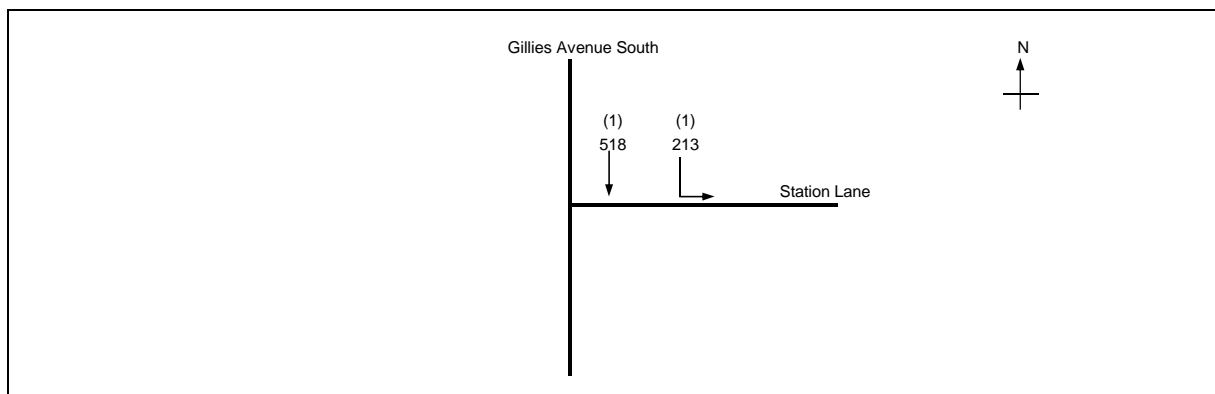 Gillies Avenue South
N
(1) (1)
518 213
Station Lane